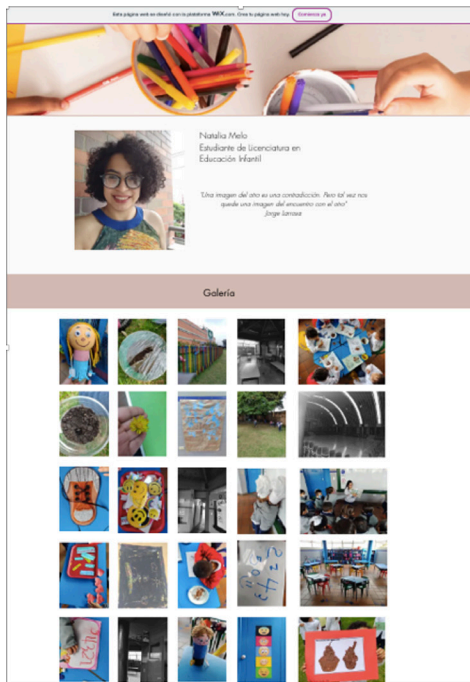 Esta página web se diseñó con la plataforma WiX.com. Crea tu página web hoy. Comienza ya
Natalia Melo
Estudiante de Licenciatura en
Educación Infantil
"Una imagen del otro es una contradicción. Pero tal vez nos
quede una imagen del encuentro con el otro"
Jorge Larrosa
Galería